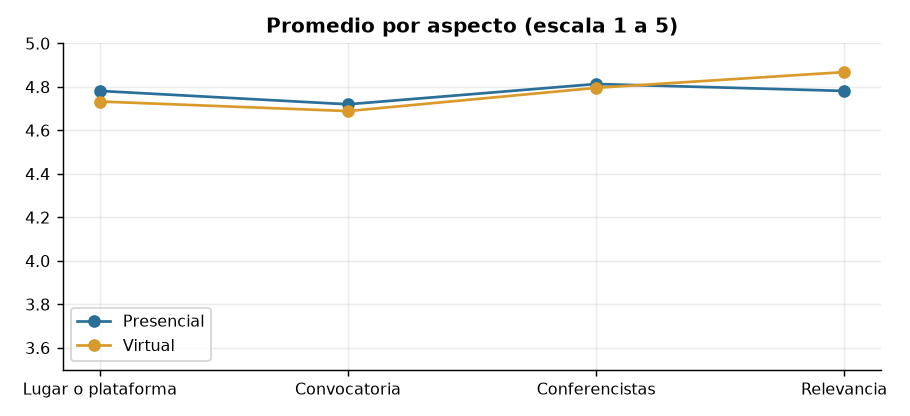 Promedio por aspecto (escala 1 a 5)
5.0
4.8
4.6
4.4
4.2
4.0
3.8
3.6
Presencial
Virtual
Lugar o plataforma Convocatoria Conferencistas Relevancia